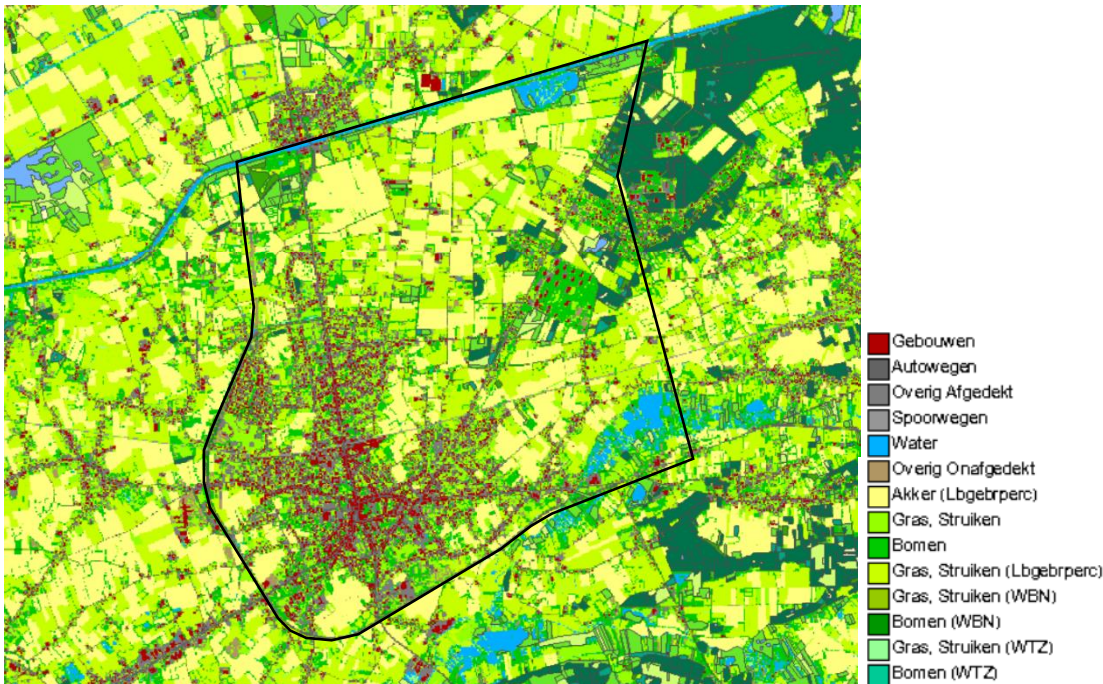 Gebouwen
Autowegen
Overig Afgedekt
Spoorwegen
Water
Overig Onafgedekt
Akker (Lbgebrperc)
Gras, Struiken
Bomen
Gras, Struiken (Lbgebrperc)
Gras, Struiken (WBN)
Bomen (WBN)
Gras, Struiken (WTZ)
Bomen (WTZ)